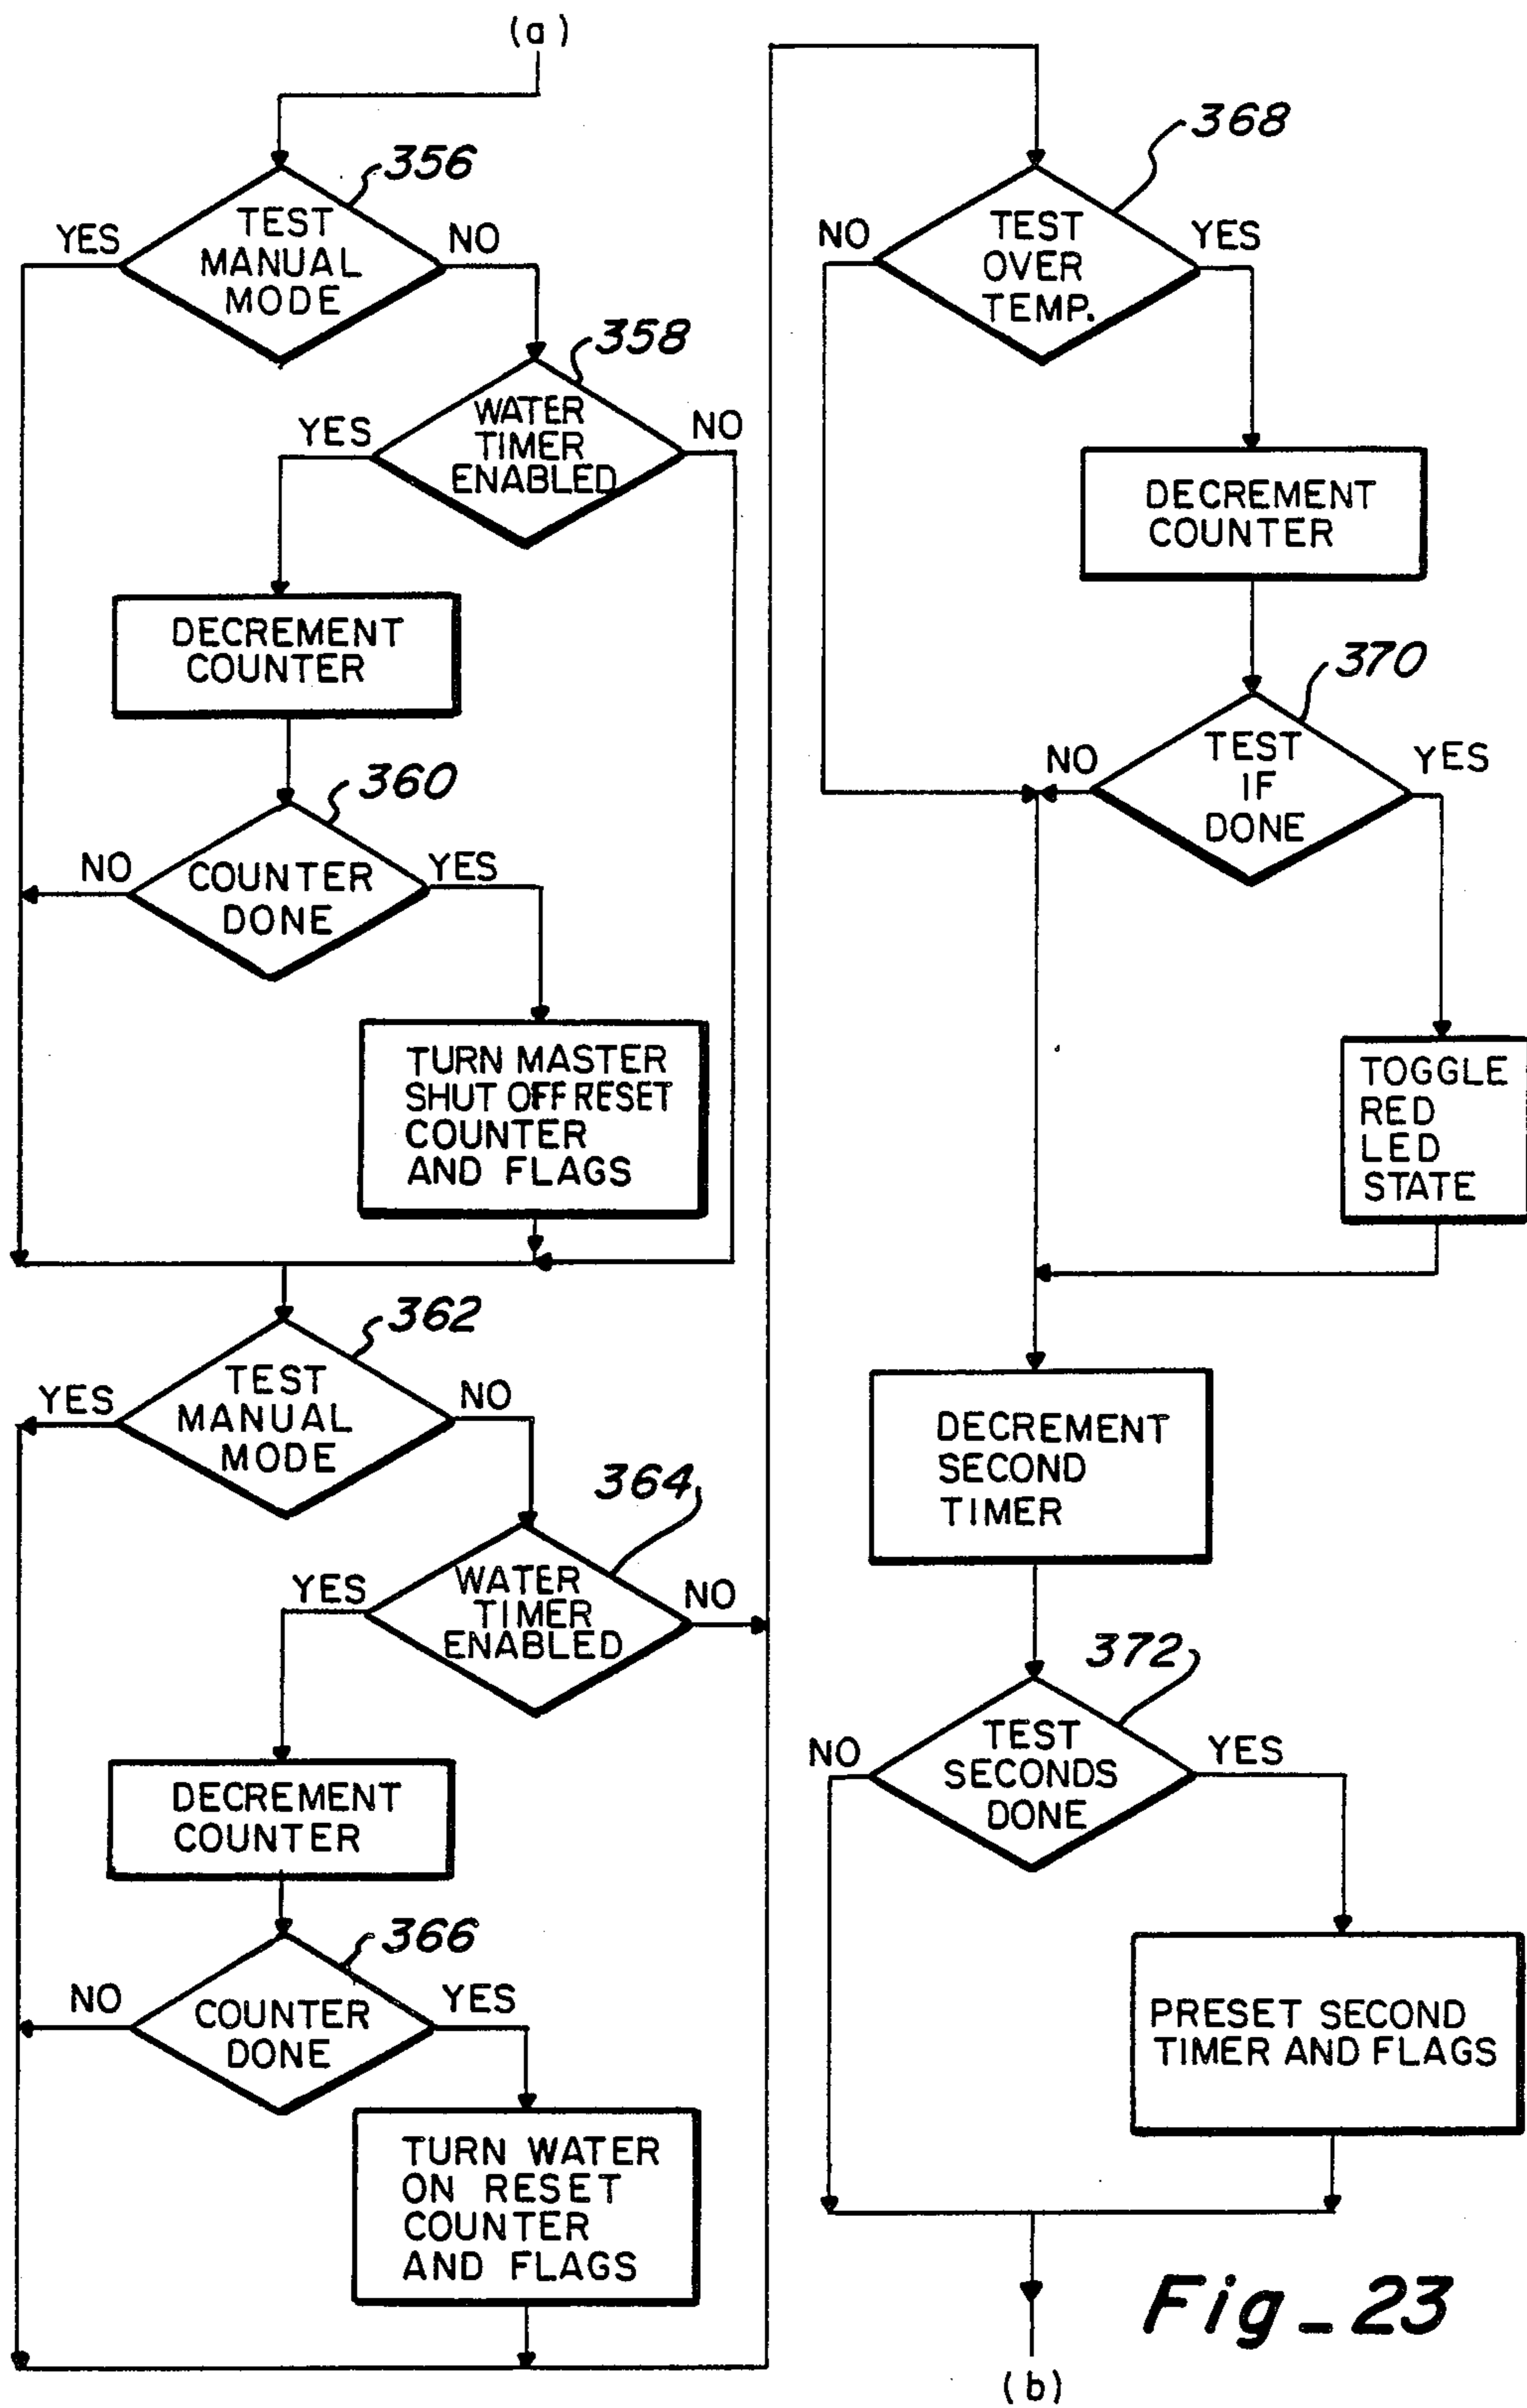 (a)
356
TEST
MANUAL
MODE
YES
NO
358
WATER
TIMER
ENABLED
YES
NO
DECREMENT
COUNTER
360
COUNTER
DONE
NO
YES
TURN MASTER
SHUT OFF RESET
COUNTER
AND FLAGS
362
TEST
MANUAL
MODE
YES
NO
364
WATER
TIMER
ENABLED
YES
NO
DECREMENT
COUNTER
366
COUNTER
DONE
NO
YES
TURN WATER
ON RESET
COUNTER
AND FLAGS
368
TEST
OVER
TEMP.
NO
YES
DECREMENT
COUNTER
370
TEST
IF
DONE
NO
YES
TOGGLE
RED
LED
STATE
DECREMENT
SECOND
TIMER
372
TEST
SECONDS
DONE
NO
YES
PRESET SECOND
TIMER AND FLAGS
(b)
Fig_23